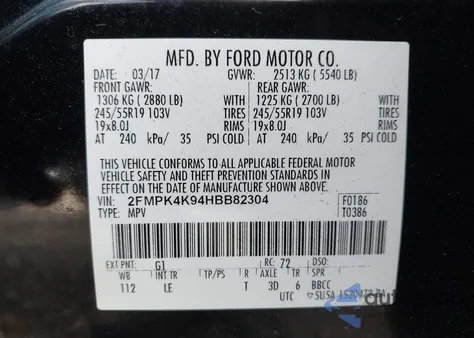 MFD. BY FORD MOTOR CO.
DATE: 03/17 GVWR: 2513 KG ( 5540 LB)
FRONT GAWR: REAR GAWR:
1306 KG ( 2880 LB) 1225 KG ( 2700 LB)
245/55R19 103V TIRES 245/55R19 103V TIRES
19x8.0J RIMS 19x8.0J RIMS
AT 240 kPa/ 35 PSI COLD AT 240 kPa/ 35 PSI COLD
THIS VEHICLE CONFORMS TO ALL APPLICABLE FEDERAL MOTOR
VEHICLE SAFETY AND THEFT PREVENTION STANDARDS
IN EFFECT ON THE DATE OF MANUFACTURE SHOWN ABOVE.
VIN: 2FMPK4K94HBB82304 F0186
TYPE: MPV T0386
EXT PNT: G1 RC: 72 DSO:
WB INT TR TP/PS R AXLE TR SPR
112 LE T 3D 6 BBCC
UTC